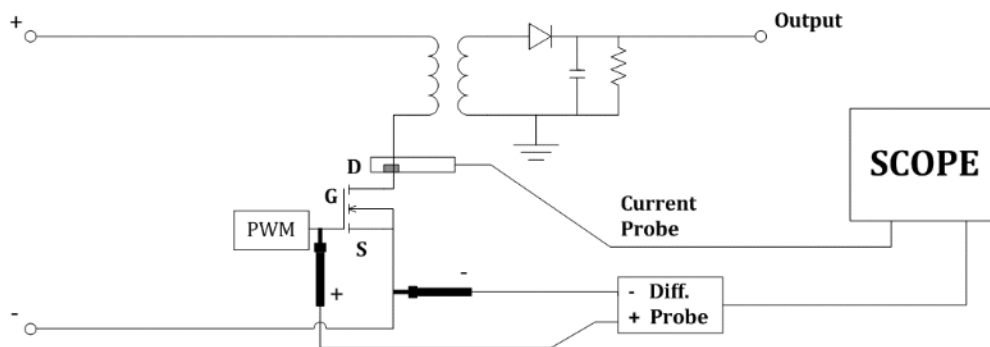 +
Output
SCOPE
D
G
Current
Probe
PWM
S
-
+
- Diff.
+ Probe
-